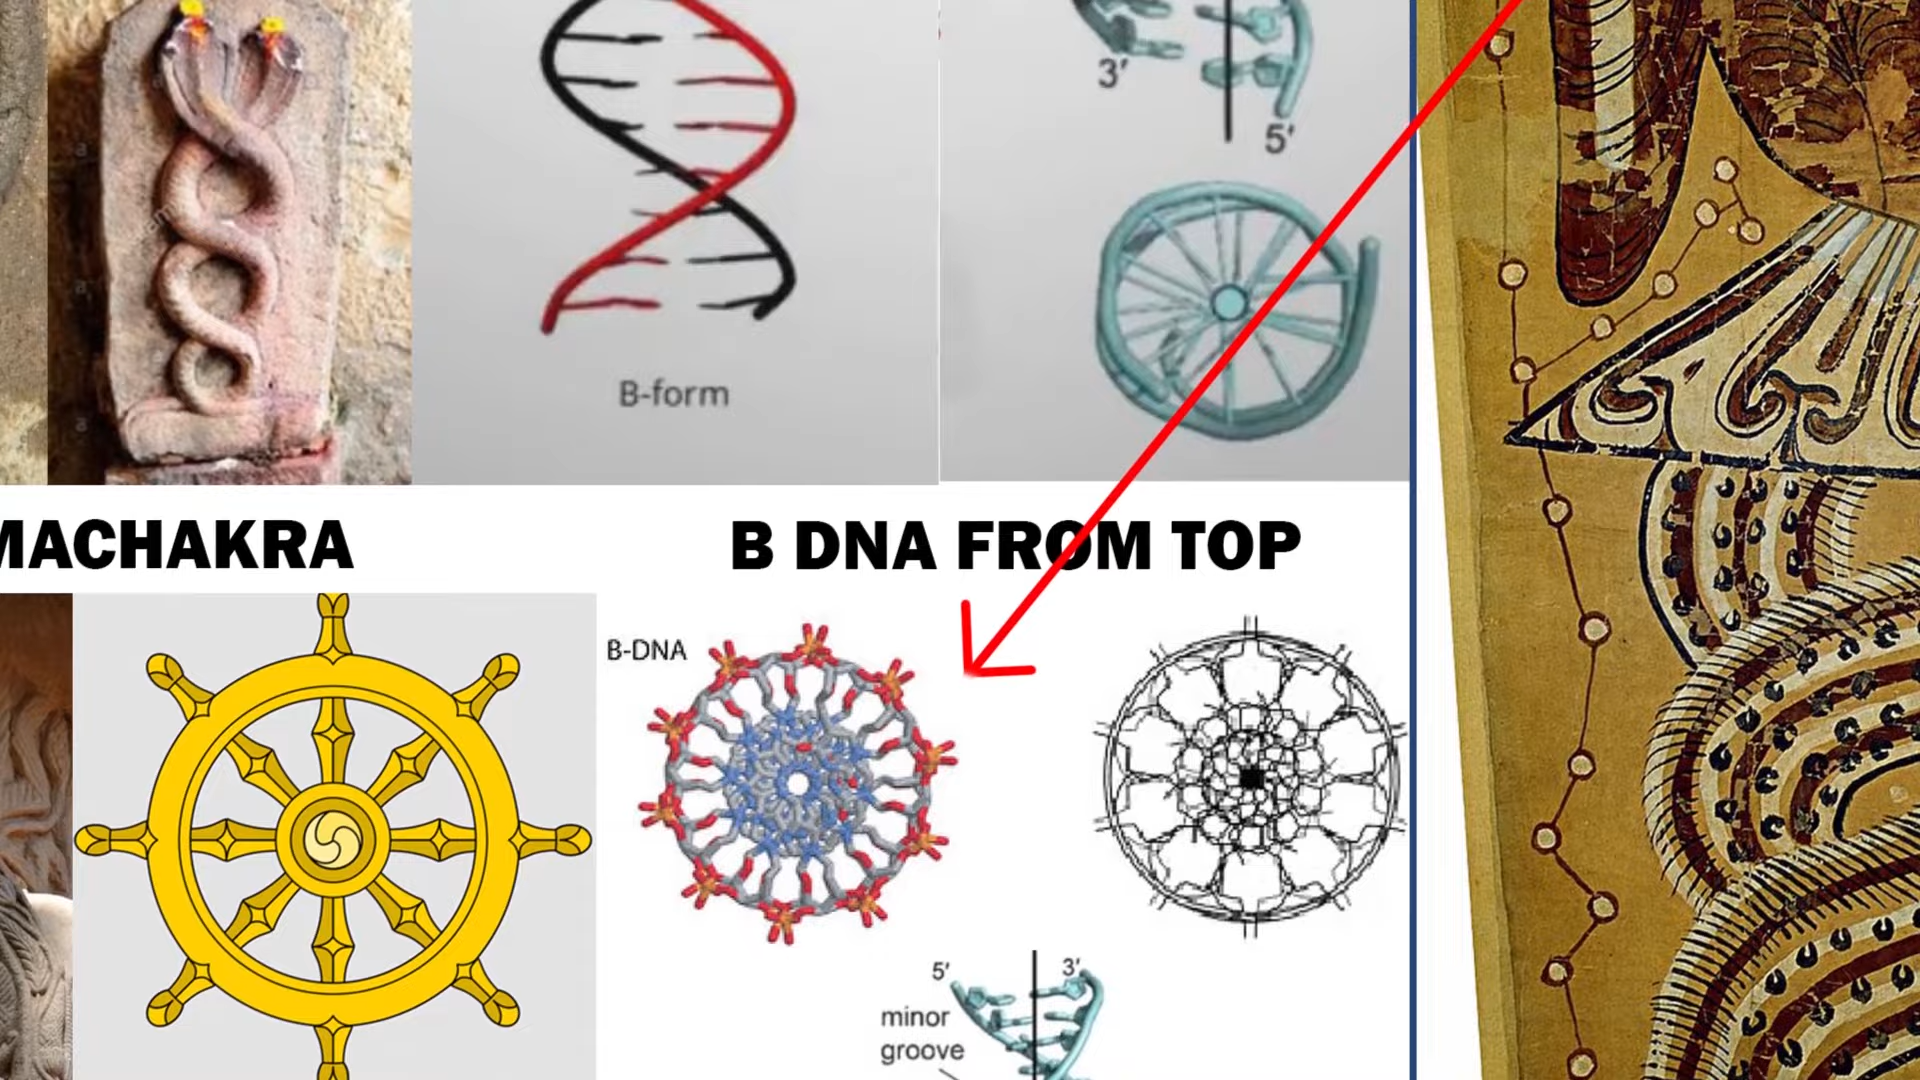 3′
5′
B-form
MACHAKRA
B DNA FROM TOP
B-DNA
5′
3′
minor
groove